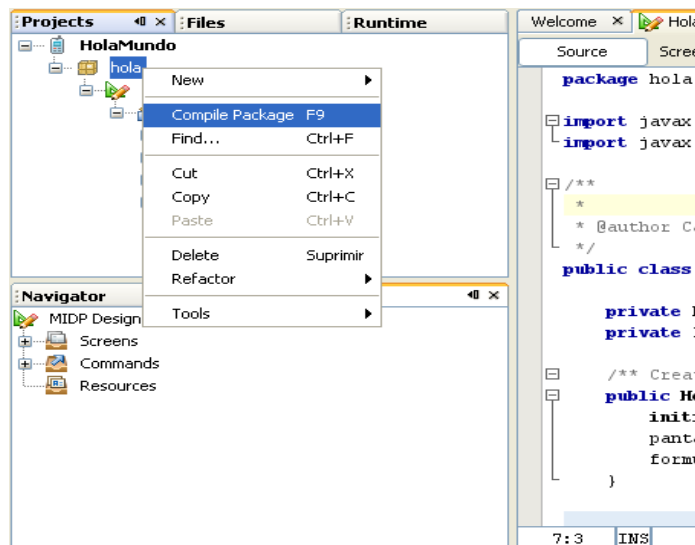 Projects
Files
Runtime
HolaMundo
hola
New
Compile Package F9
Find... Ctrl+F
Cut Ctrl+X
Copy Ctrl+C
Paste Ctrl+V
Delete Suprimir
Refactor
Tools
Navigator
MIDP Design
Screens
Commands
Resources
Welcome
Source
package hola
import javax
import javax
/**
*
* @author
*/
public class
private
private
/**
public
}
7:3 INS